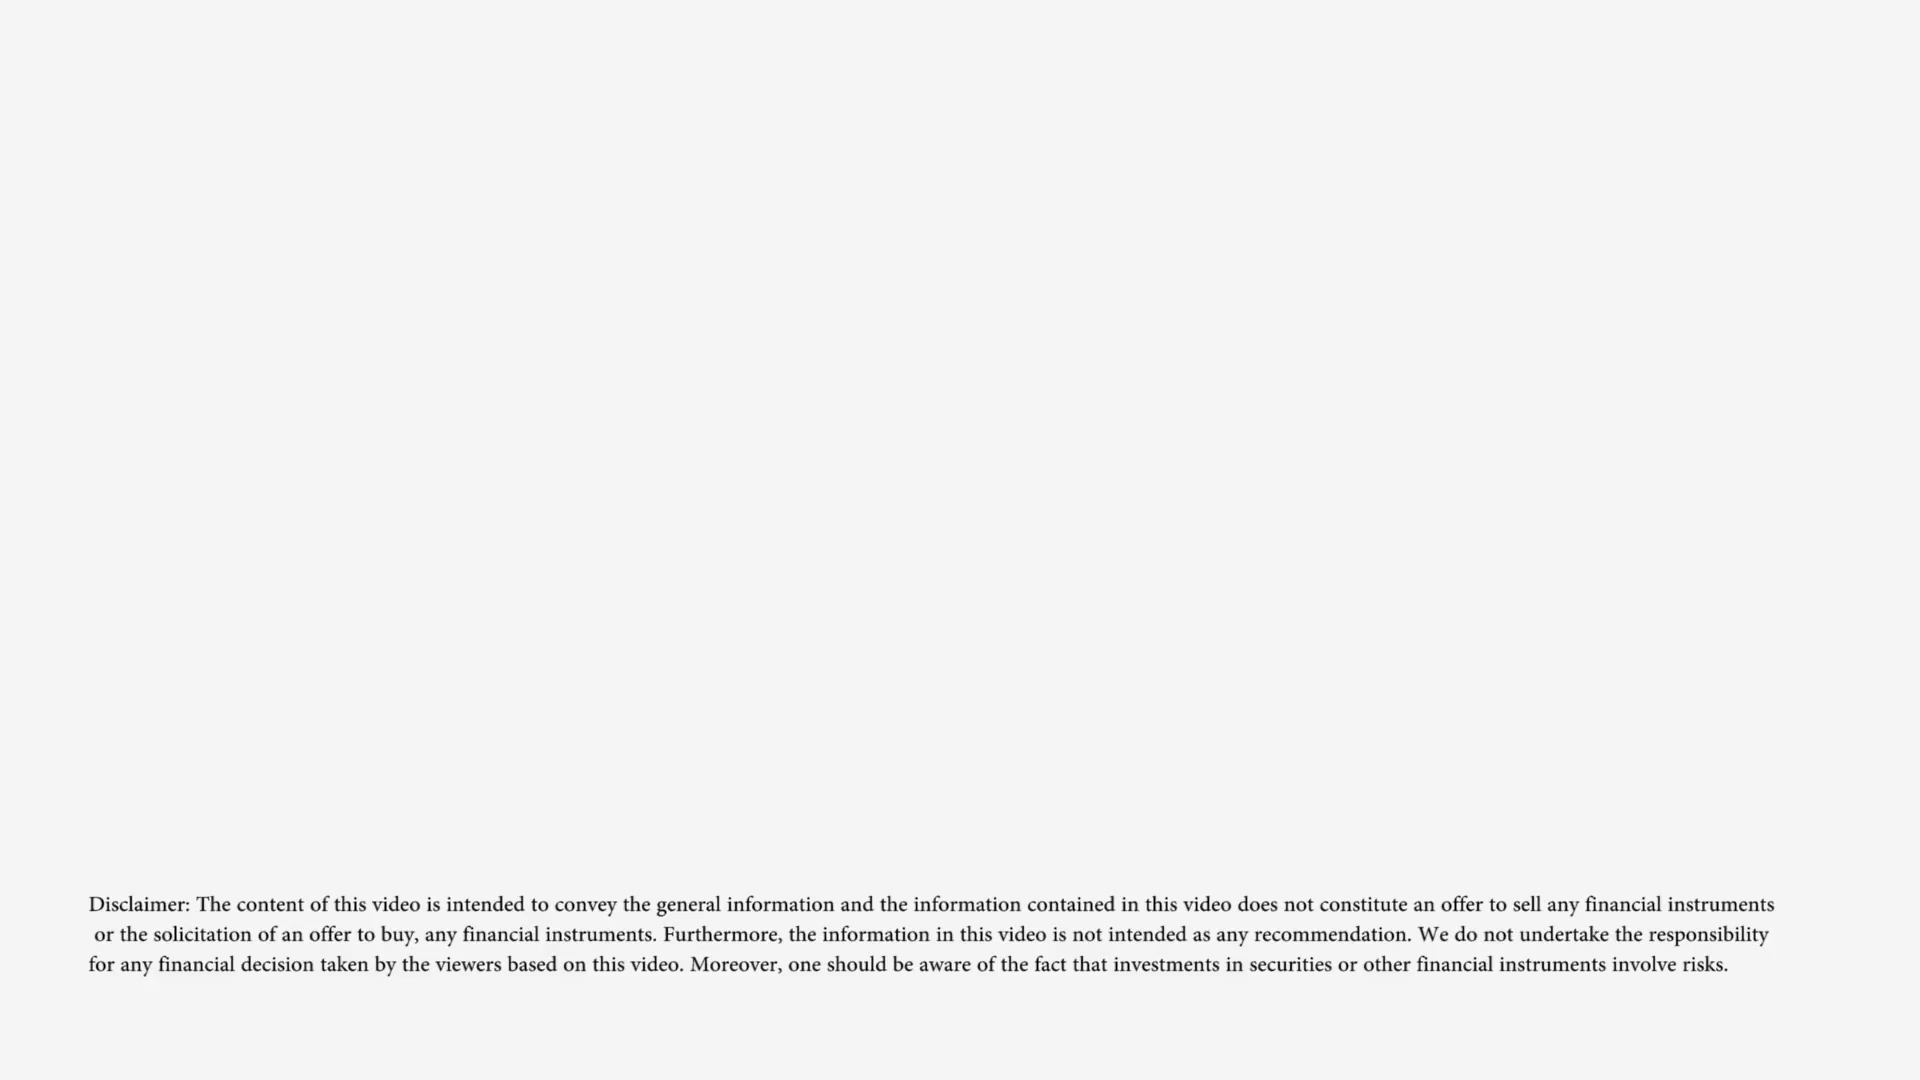 Disclaimer: The content of this video is intended to convey the general information and the information contained in this video does not constitute an offer to sell any financial instruments
or the solicitation of an offer to buy, any financial instruments. Furthermore, the information in this video is not intended as any recommendation. We do not undertake the responsibility
for any financial decision taken by the viewers based on this video. Moreover, one should be aware of the fact that investments in securities or other financial instruments involve risks.